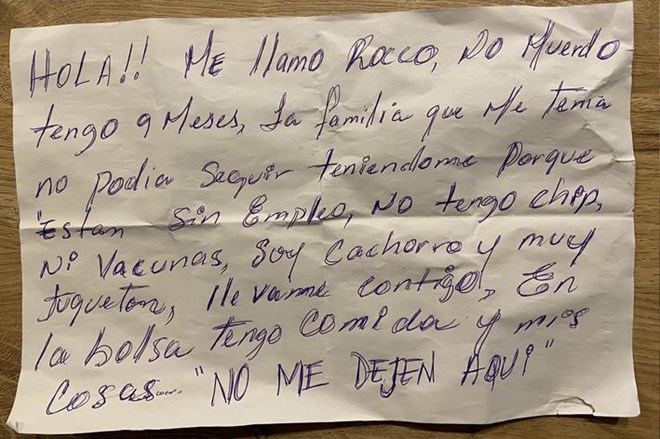 HOLA!! ME llamo Rocco, No Muerdo
tengo 9 Meses, La familia que Me tenia
no podia Seguir teniendome Porque
Estan Sin Empleo, No tengo chip,
Ni Vacunas, Soy Cachorro y muy
Jugueton, llevame contigo, En
la bolsa tengo comida y mis
Cosas.... "NO ME DEJEN AQUI"